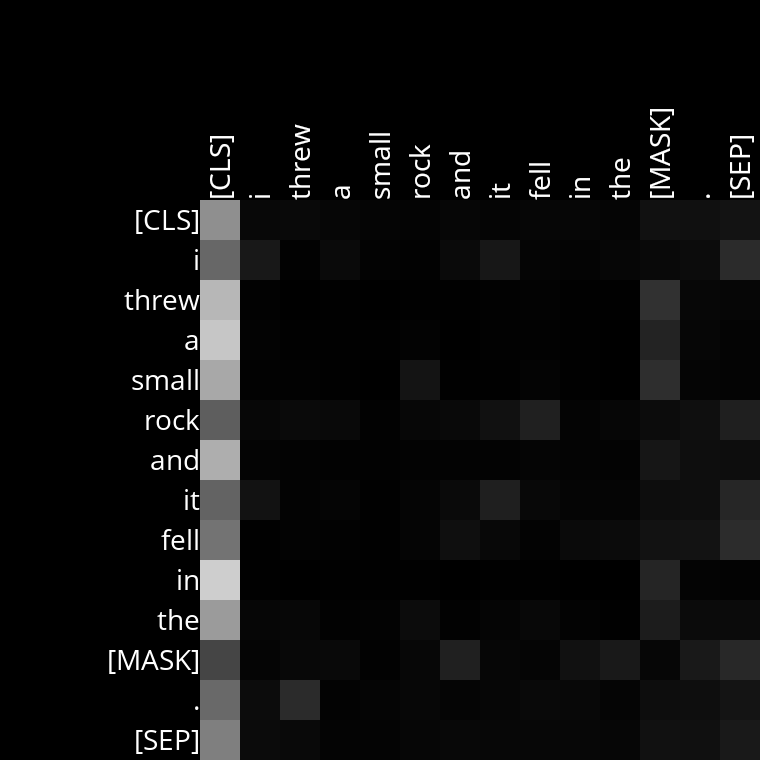 [CLS] i threw a small rock and it fell in the [MASK] . [SEP]
[CLS]
i
threw
a
small
rock
and
it
fell
in
the
[MASK]
.
[SEP]